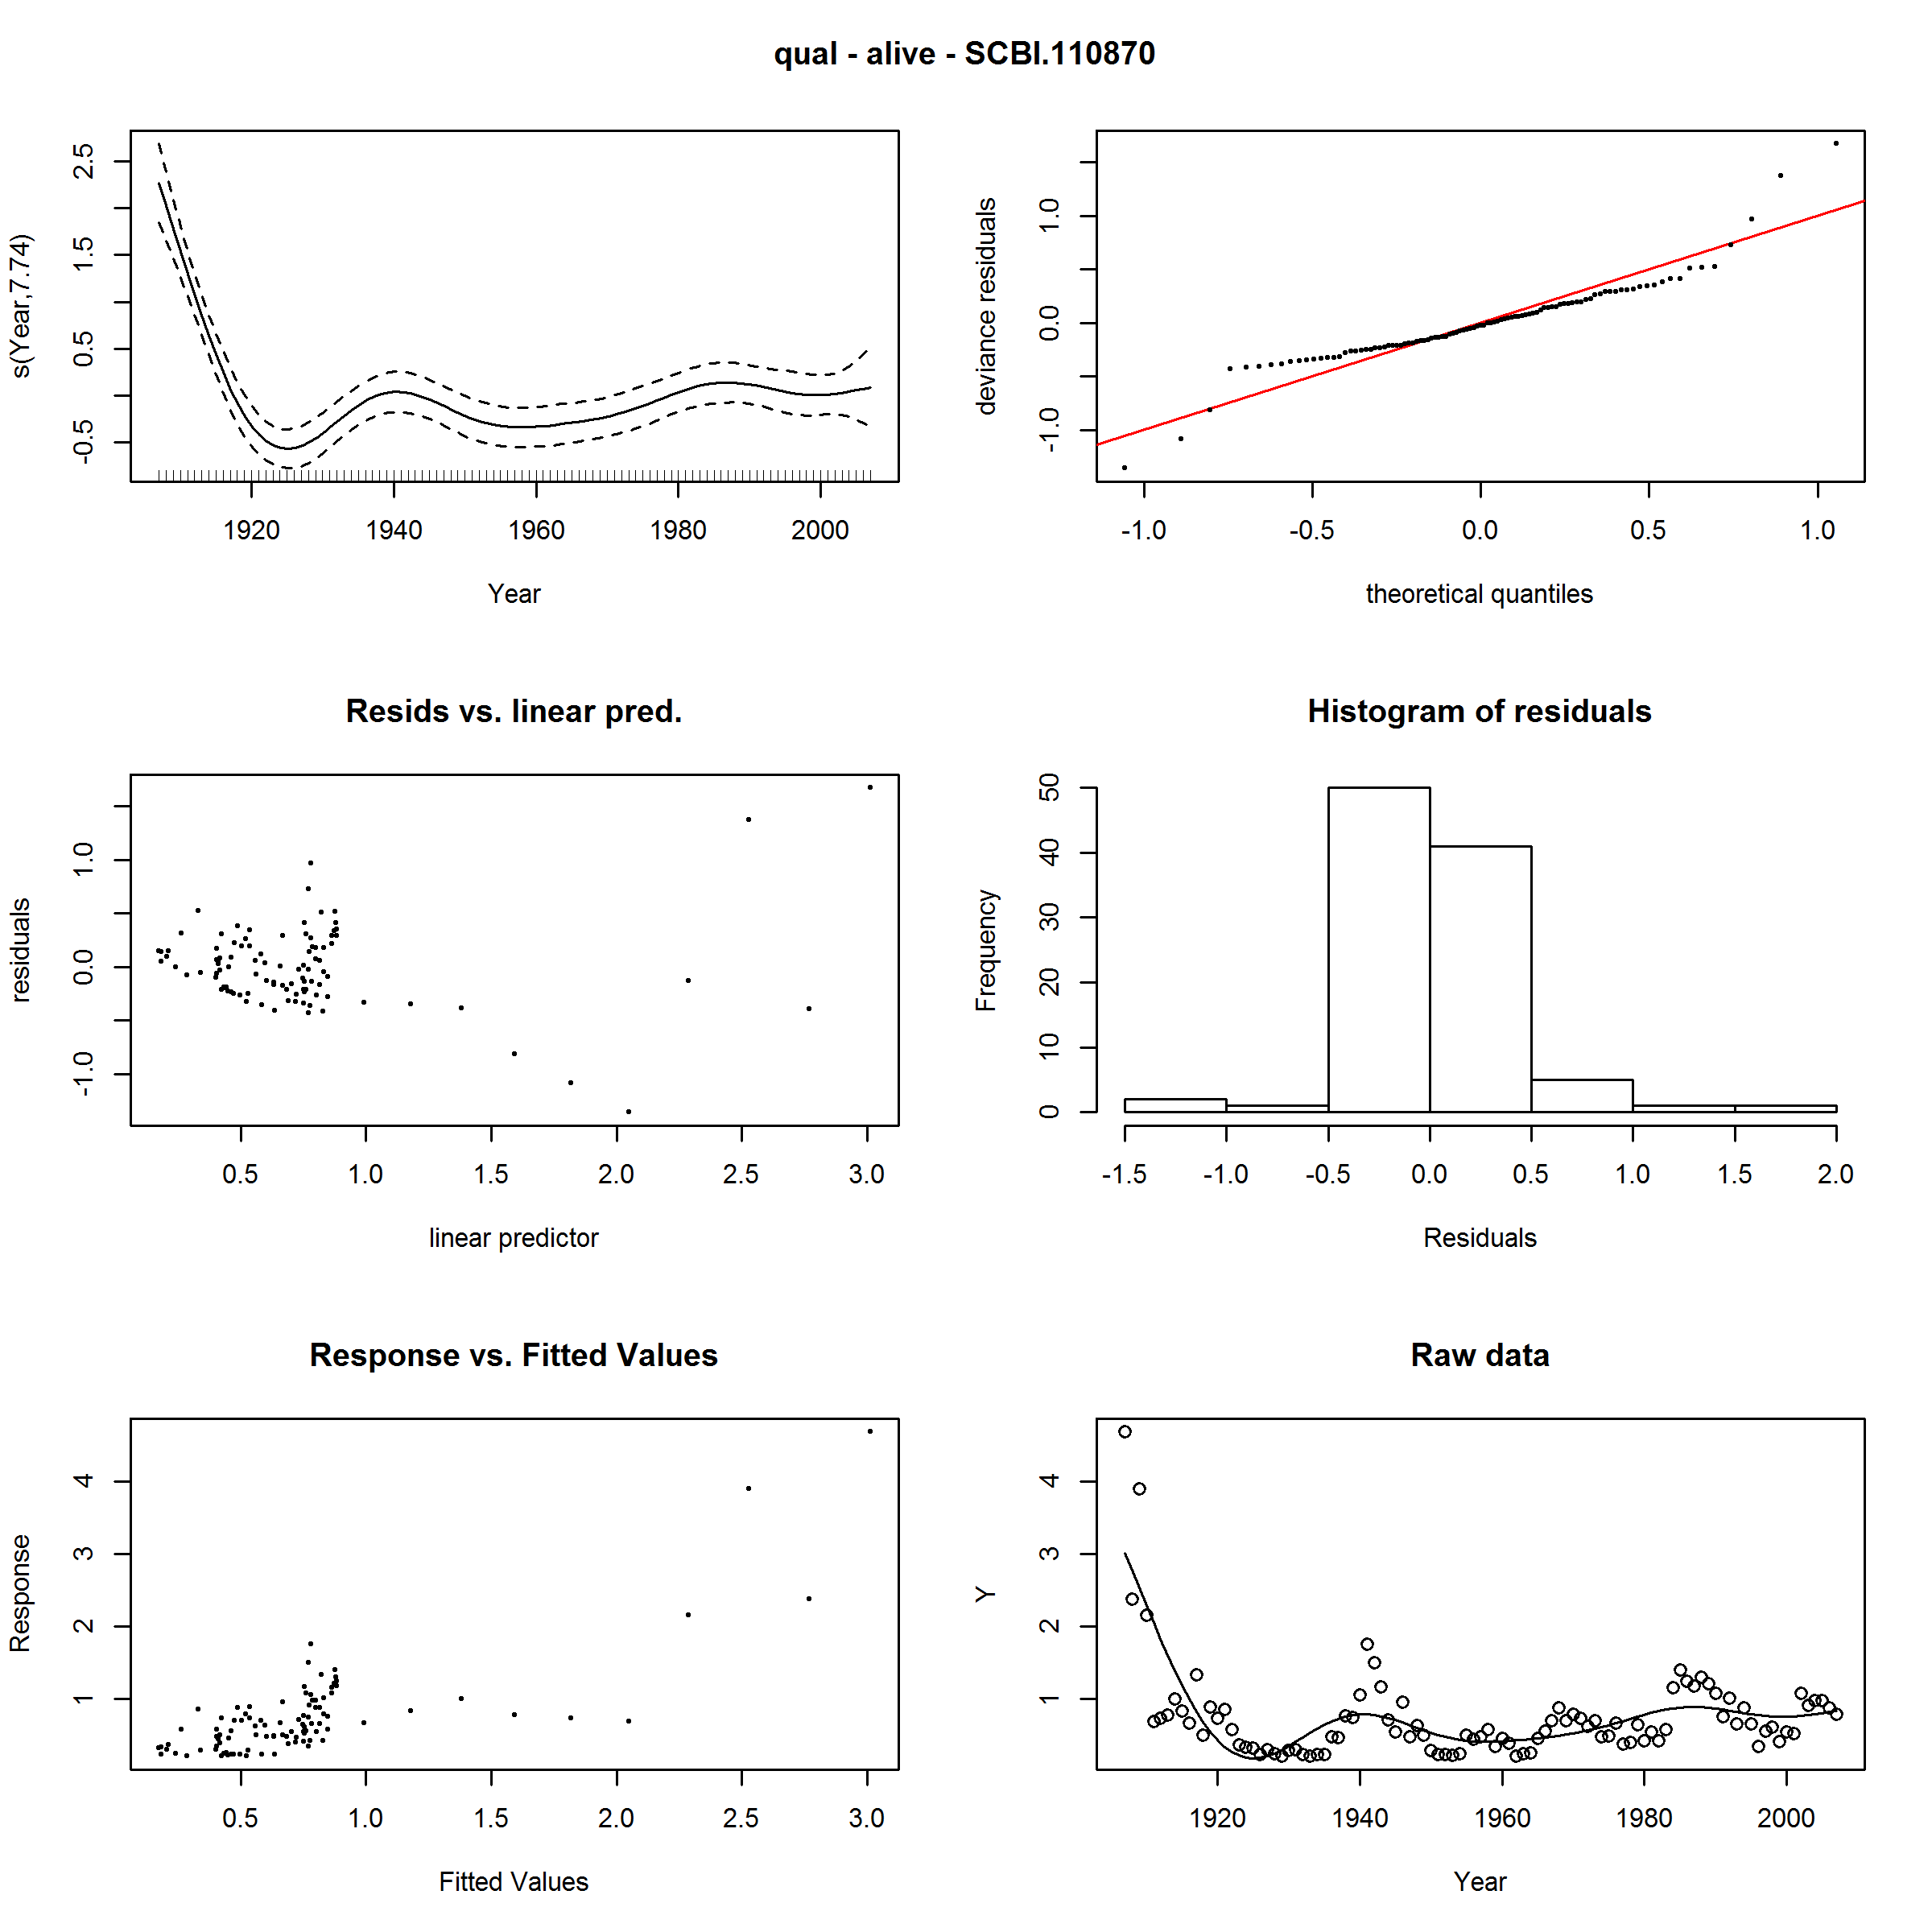 qual - alive - SCBI.110870
s(Year,7.74)
2.5
1.5
0.5
-0.5
1920 1940 1960 1980 2000
Year
deviance residuals
1.0
0.0
-1.0
-1.0 -0.5 0.0 0.5 1.0
theoretical quantiles
Resids vs. linear pred.
residuals
1.0
0.0
-1.0
0.5 1.0 1.5 2.0 2.5 3.0
linear predictor
Histogram of residuals
Frequency
50
40
30
20
10
0
-1.5 -1.0 -0.5 0.0 0.5 1.0 1.5 2.0
Residuals
Response vs. Fitted Values
Response
4
3
2
1
0.5 1.0 1.5 2.0 2.5 3.0
Fitted Values
Raw data
Y
4
3
2
1
1920 1940 1960 1980 2000
Year